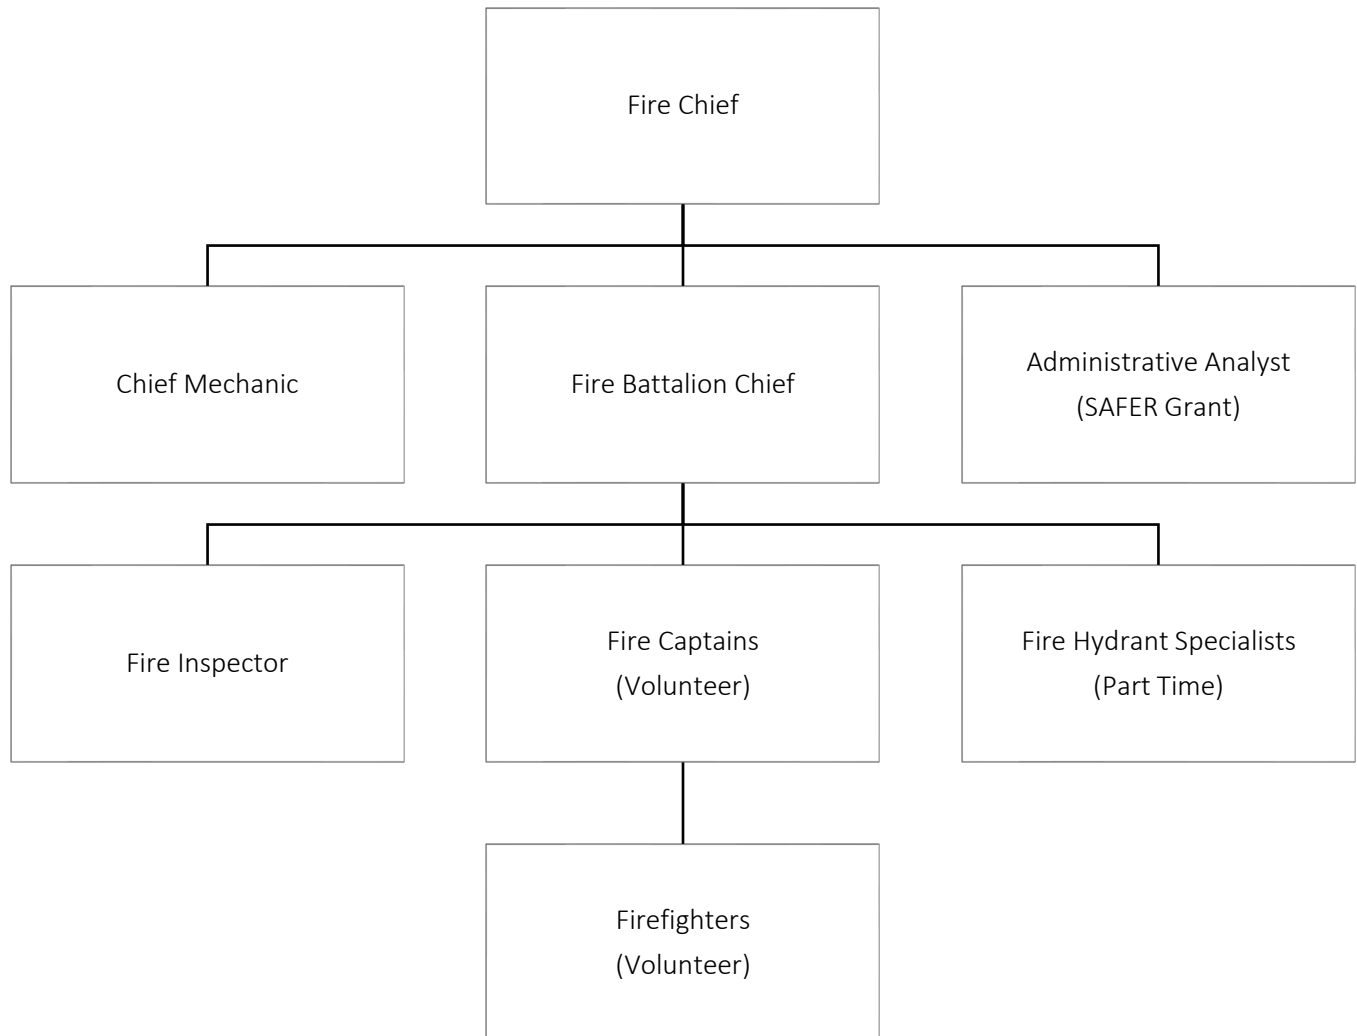 Fire Chief
Chief Mechanic
Fire Battalion Chief
Administrative Analyst
(SAFER Grant)
Fire Inspector
Fire Captains
(Volunteer)
Fire Hydrant Specialists
(Part Time)
Firefighters
(Volunteer)